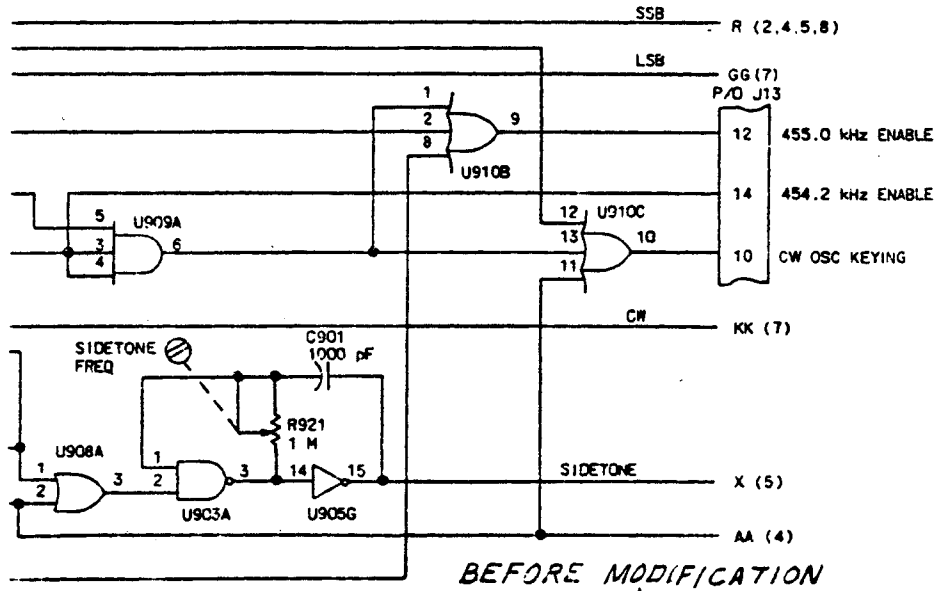 SSB
R (2,4,5,8)
LSB
GG (7)
P/O J13
1
2
8
9
U910B
12
455.0 kHz ENABLE
14
454.2 kHz ENABLE
U909A
5
3
4
6
U910C
12
13
11
10
10
CW OSC KEYING
CW
KK (7)
C901
1000 pF
SIDETONE
FREQ
R921
1 M
U908A
1
2
3
1
2
3
U903A
14
15
U905G
SIDETONE
X (5)
AA (4)
BEFORE MODIFICATION